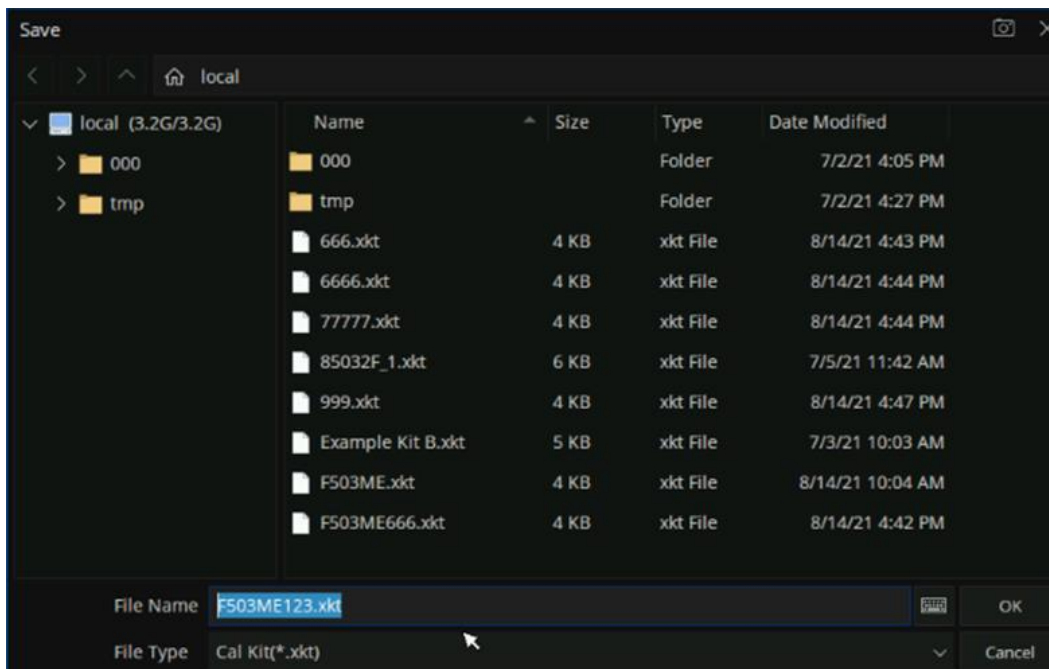 Save
local
local (3.2G/3.2G)
000
tmp
Name Size Type Date Modified
000 Folder 7/2/21 4:05 PM
tmp Folder 7/2/21 4:27 PM
666.xkt 4 KB xkt File 8/14/21 4:43 PM
6666.xkt 4 KB xkt File 8/14/21 4:44 PM
77777.xkt 4 KB xkt File 8/14/21 4:44 PM
85032F_1.xkt 6 KB xkt File 7/5/21 11:42 AM
999.xkt 4 KB xkt File 8/14/21 4:47 PM
Example Kit B.xkt 5 KB xkt File 7/3/21 10:03 AM
F503ME.xkt 4 KB xkt File 8/14/21 10:04 AM
F503ME666.xkt 4 KB xkt File 8/14/21 4:42 PM
File Name F503ME123.xkt OK
File Type Cal Kit(*.xkt) Cancel